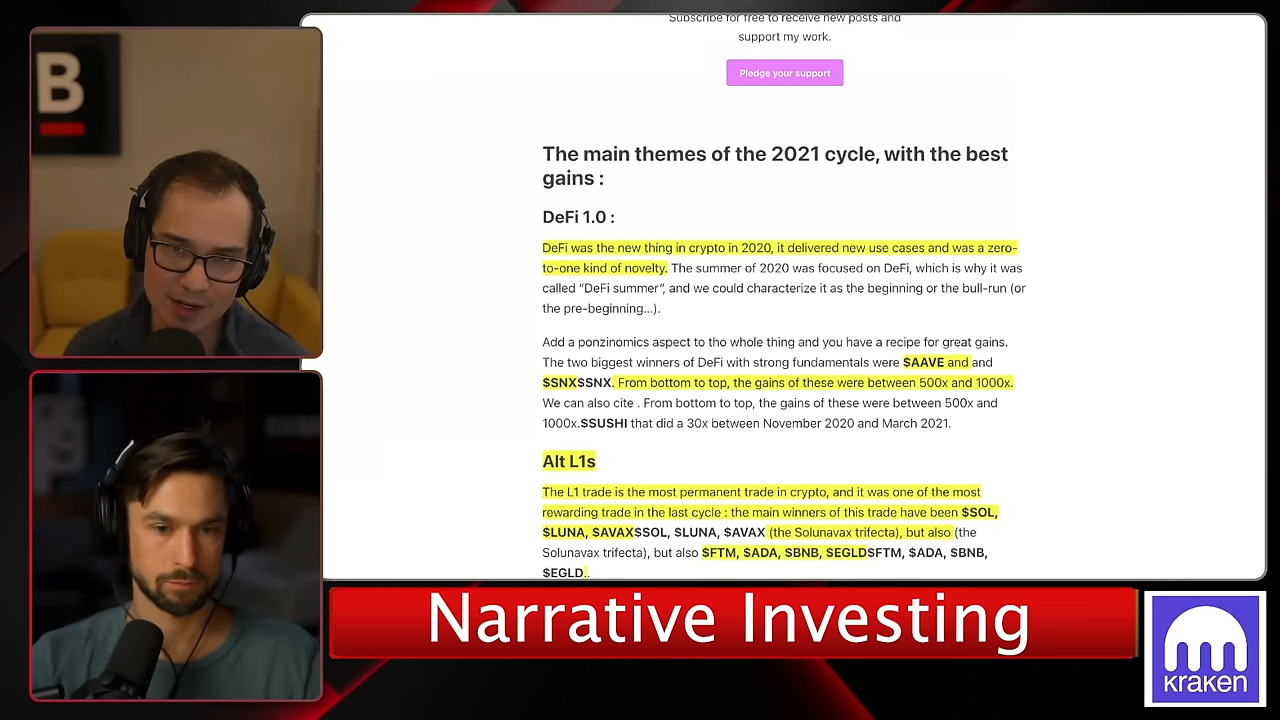 B
Subscribe for free to receive new posts and
support my work.
Pledge your support
The main themes of the 2021 cycle, with the best
gains :
DeFi 1.0 :
DeFi was the new thing in crypto in 2020, it delivered new use cases and was a zero-
to-one kind of novelty. The summer of 2020 was focused on DeFi, which is why it was
called “DeFi summer”, and we could characterize it as the beginning or the bull-run (or
the pre-beginning...).
Add a ponzinomics aspect to tho whole thing and you have a recipe for great gains.
The two biggest winners of DeFi with strong fundamentals were $AAVE and and
$SNX$SNX. From bottom to top, the gains of these were between 500x and 1000x.
We can also cite . From bottom to top, the gains of these were between 500x and
1000x.$SUSHI that did a 30x between November 2020 and March 2021.
Alt L1s
The L1 trade is the most permanent trade in crypto, and it was one of the most
rewarding trade in the last cycle : the main winners of this trade have been $SOL,
$LUNA, $AVAX$SOL, $LUNA, $AVAX (the Solunavax trifecta), but also (the
Solunavax trifecta), but also $FTM, $ADA, $BNB, $EGLD$FTM, $ADA, $BNB,
$EGLD..
Narrative Investing
kraken